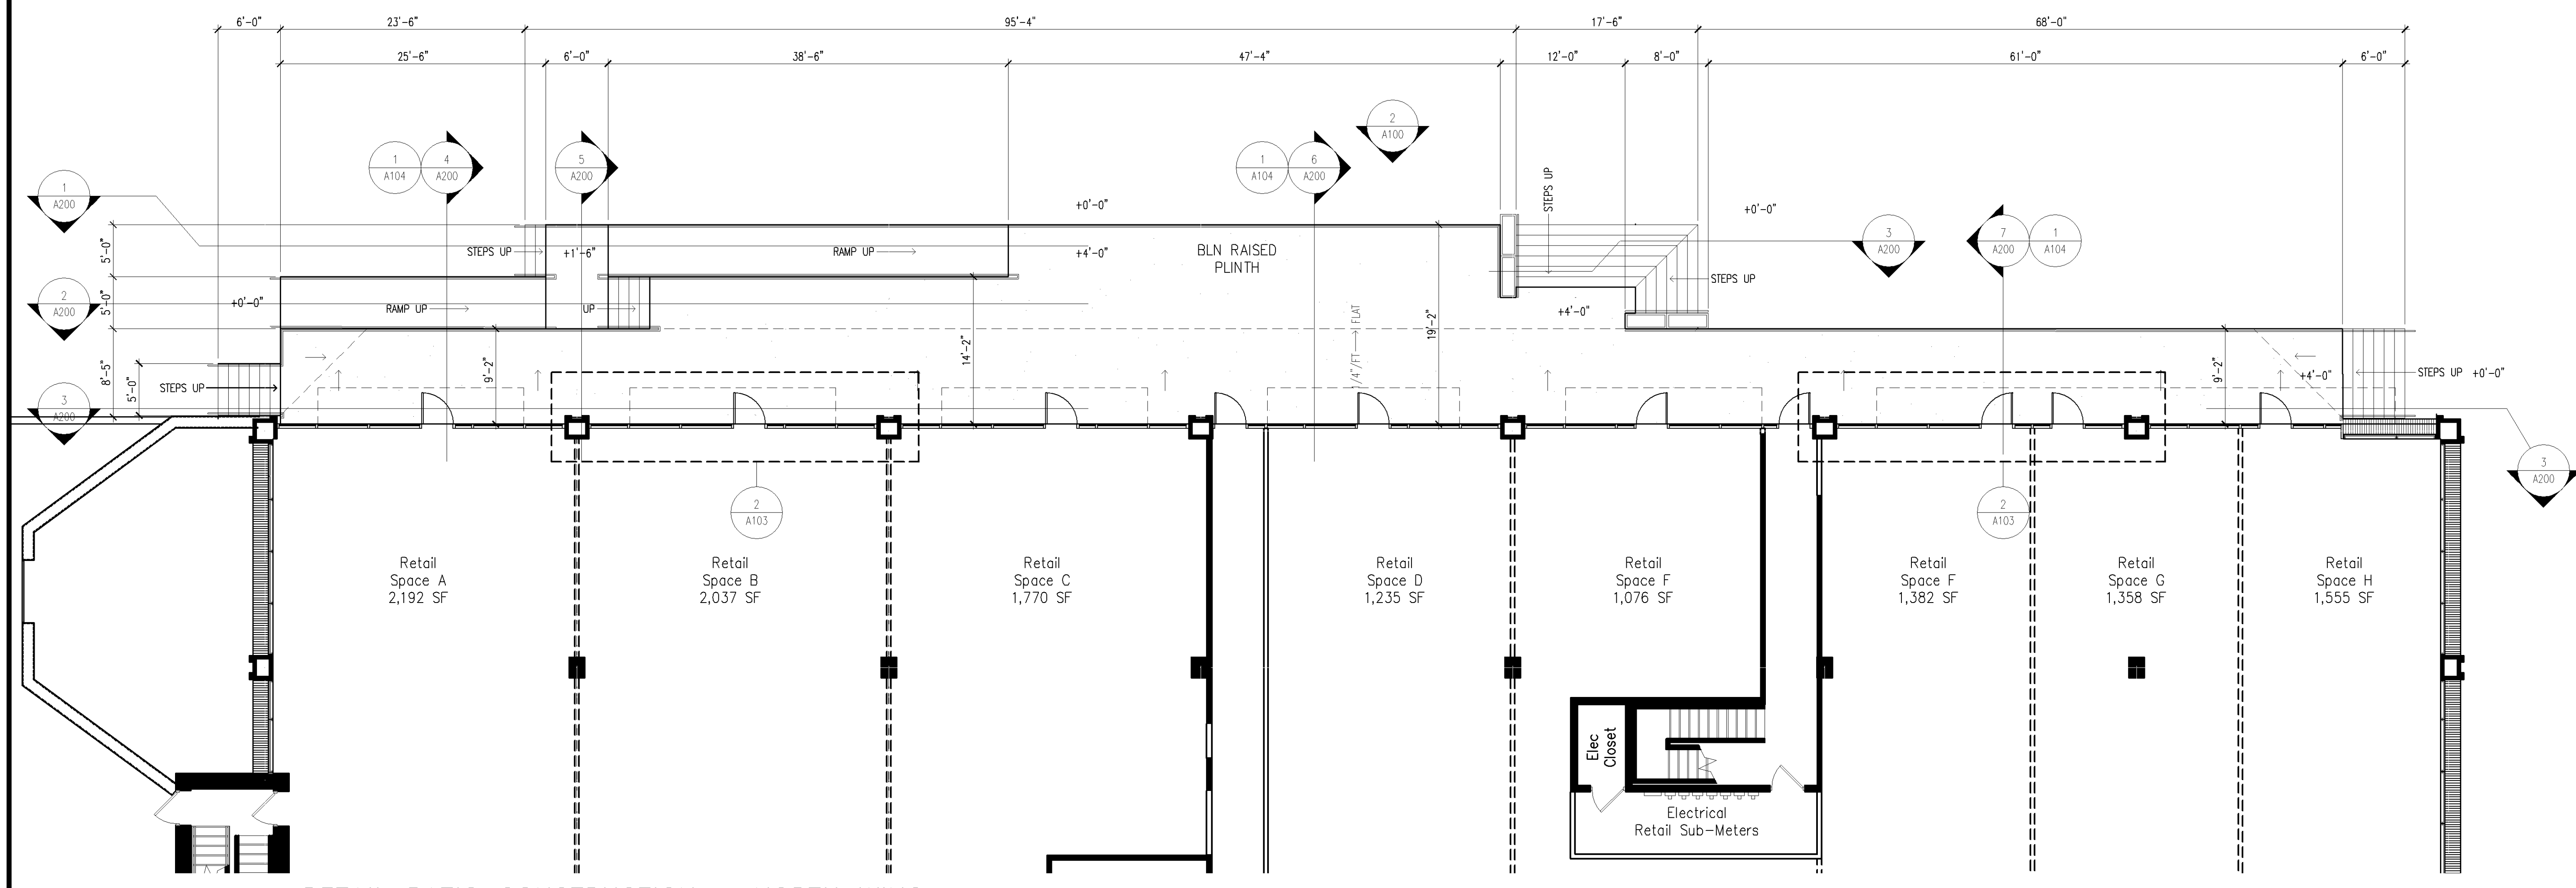 6'-0" 23'-6" 95'-4" 17'-6" 68'-0"
25'-6" 6'-0" 38'-6" 47'-4" 12'-0" 8'-0" 61'-0" 6'-0"
2
A100
1
A104
4
A200
5
A200
1
A104
6
A200
1
A200
STEPS UP
+0'-0"
+0'-0"
3
A200
7
A200
1
A104
5'-0"
STEPS UP
+1'-6"
RAMP UP
+4'-0"
BLN RAISED
PLINTH
STEPS UP
2
A200
5'-0"
+0'-0"
RAMP UP
UP
+4'-0"
1/4"/FT
FLAT
19'-2"
8'-5"
5'-0"
STEPS UP
9'-2"
14'-2"
9'-2"
+4'-0"
STEPS UP
+0'-0"
3
A200
3
A200
2
A103
2
A103
Retail
Space A
2,192 SF
Retail
Space B
2,037 SF
Retail
Space C
1,770 SF
Retail
Space D
1,235 SF
Retail
Space F
1,076 SF
Retail
Space F
1,382 SF
Retail
Space G
1,358 SF
Retail
Space H
1,555 SF
Elec
Closet
Electrical
Retail Sub-Meters